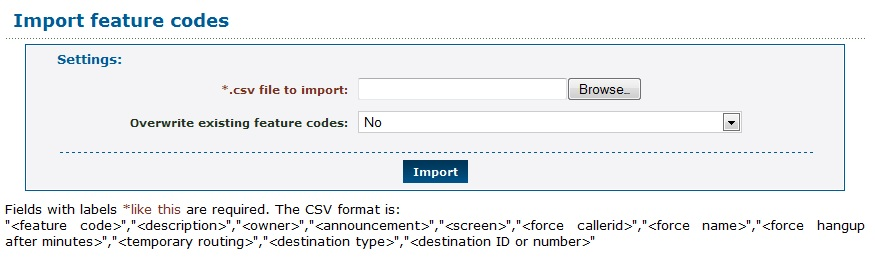 Import feature codes
Settings:
*.csv file to import:
Browse...
Overwrite existing feature codes: No
Import
Fields with labels *like this are required. The CSV format is:
"<feature code>","<description>","<owner>","<announcement>","<screen>","<force callerid>","<force name>","<force hangup
after minutes>","<temporary routing>","<destination type>","<destination ID or number>"